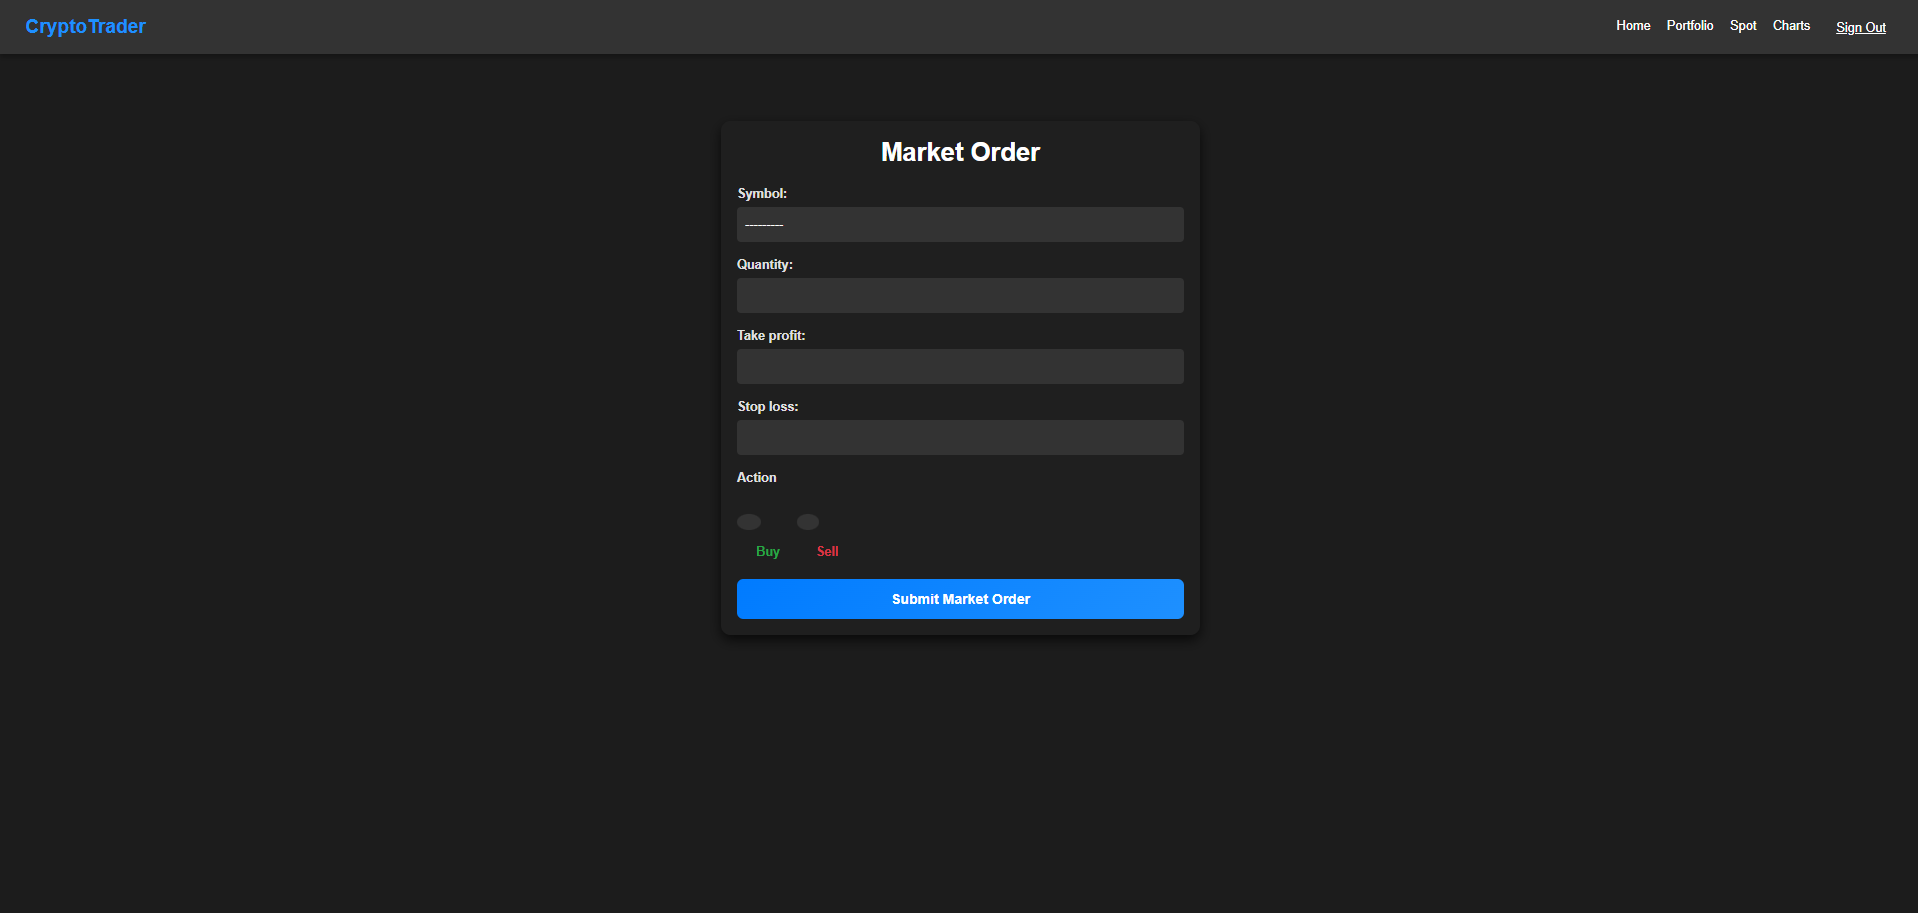 CryptoTrader
Home Portfolio Spot Charts Sign Out
Market Order
Symbol:
---------
Quantity:
Take profit:
Stop loss:
Action
Buy Sell
Submit Market Order